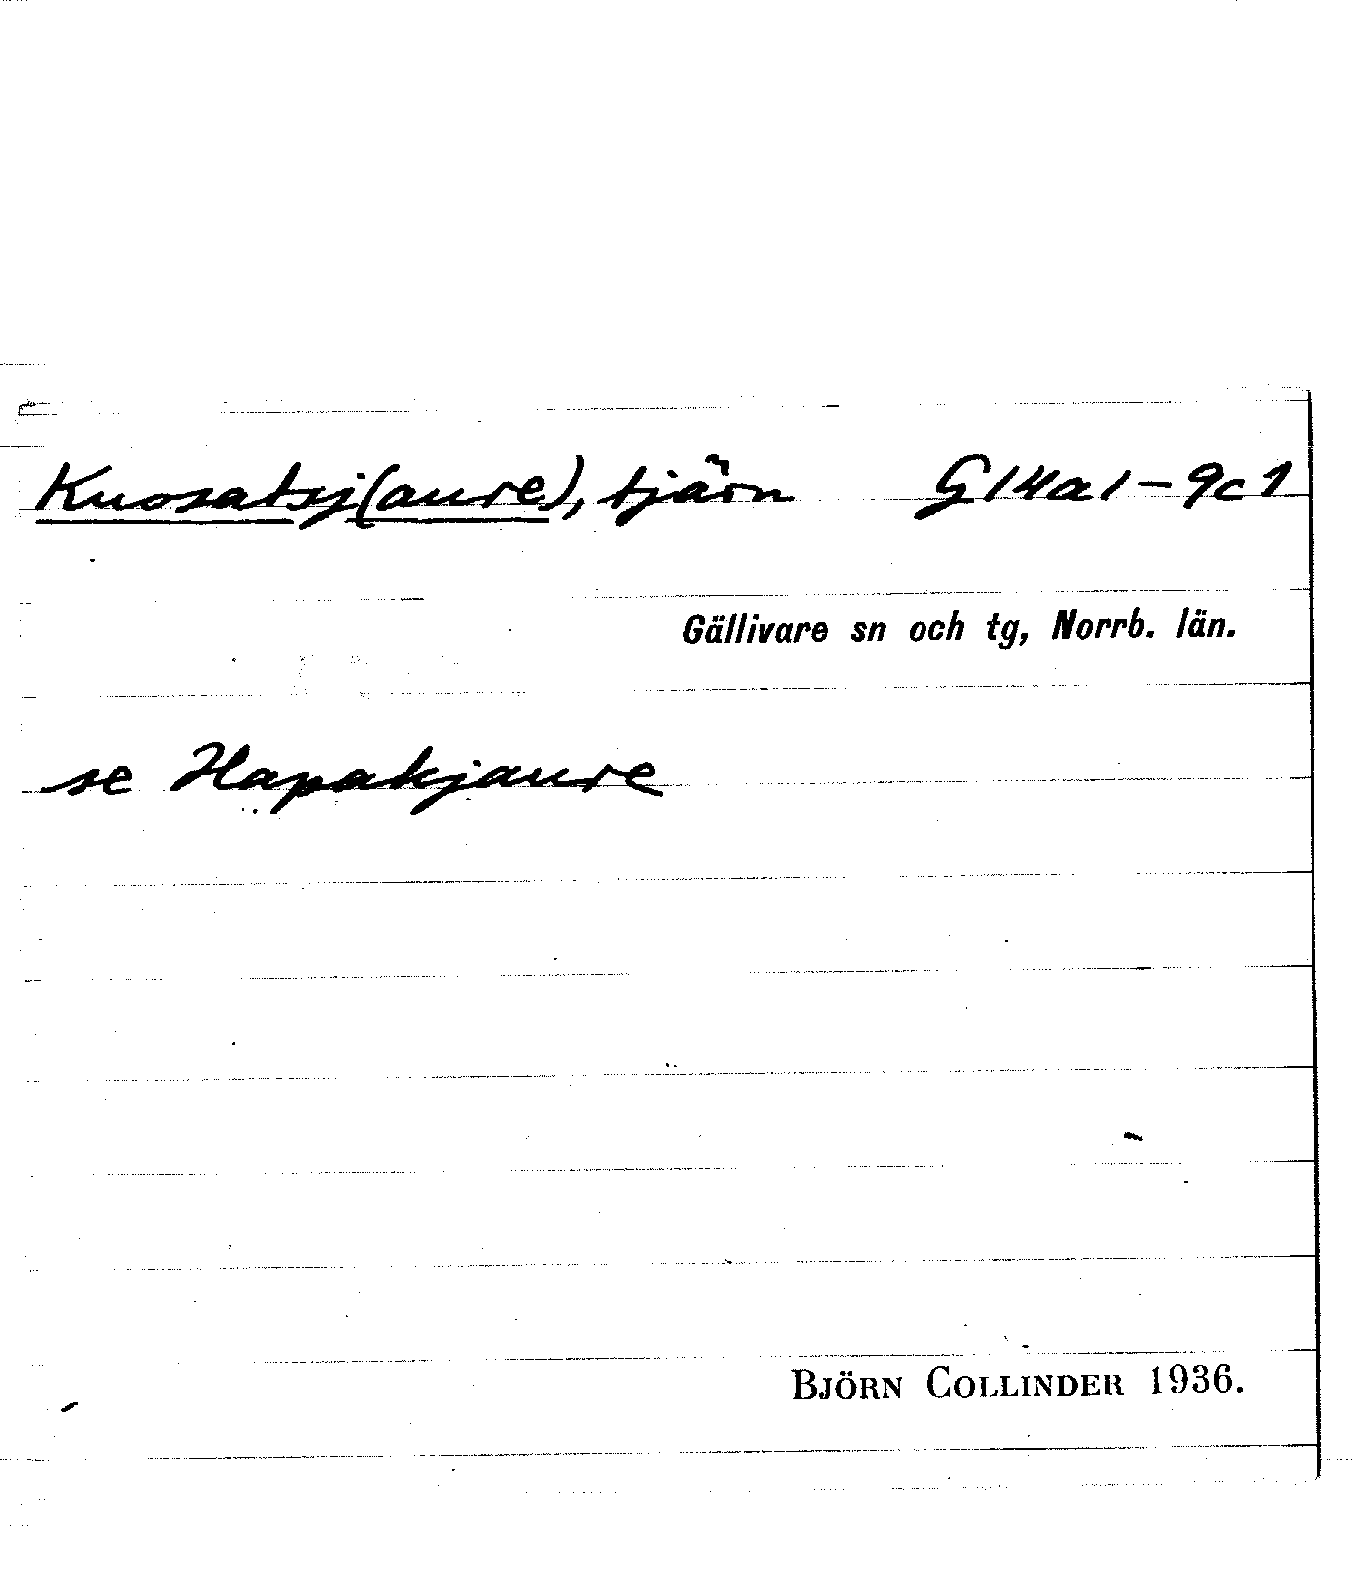 Kuosatsj(aure), tjärn G14a1-9c1
Gällivare sn och tg, Norrb. län.
se Hapakjaure
BJÖRN COLLINDER 1936.